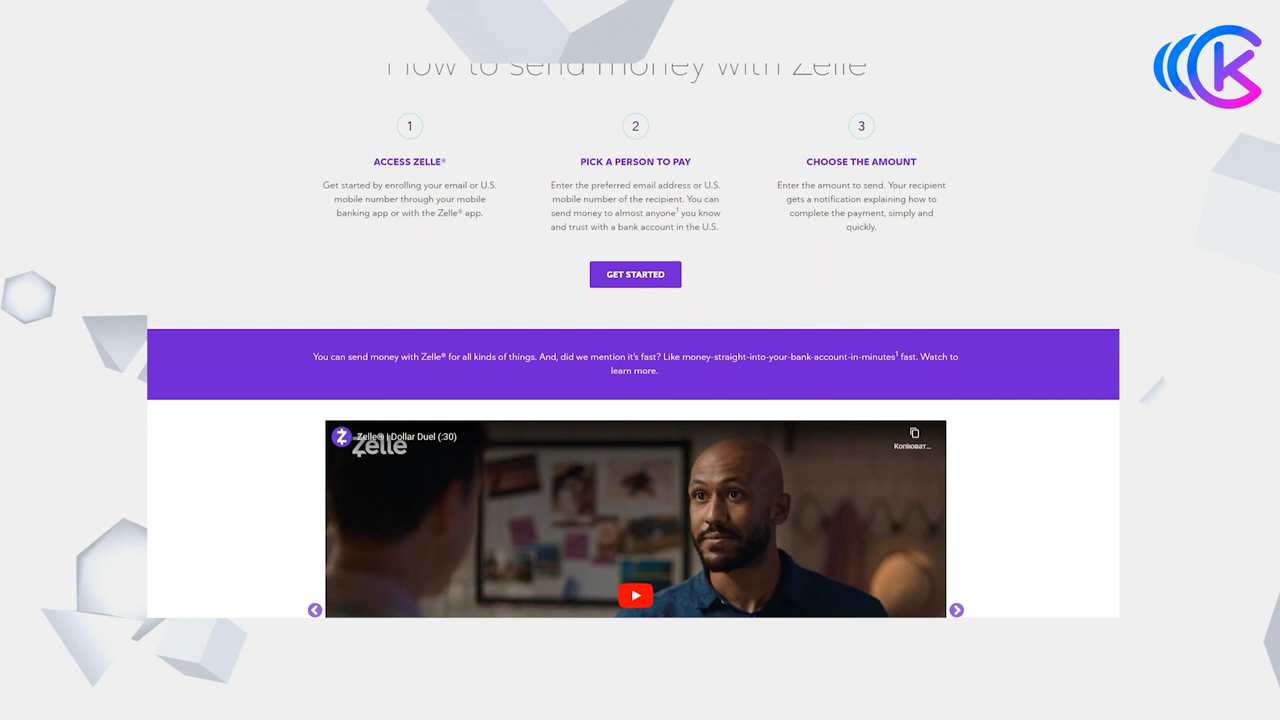 How to send money with Zelle
1
2
3
ACCESS ZELLE®
PICK A PERSON TO PAY
CHOOSE THE AMOUNT
Get started by enrolling your email or U.S.
mobile number through your mobile
banking app or with the Zelle® app.
Enter the preferred email address or U.S.
mobile number of the recipient. You can
send money to almost anyone¹ you know
and trust with a bank account in the U.S.
Enter the amount to send. Your recipient
gets a notification explaining how to
complete the payment, simply and
quickly.
GET STARTED
You can send money with Zelle® for all kinds of things. And, did we mention it's fast? Like money-straight-into-your-bank-account-in-minutes¹ fast. Watch to
learn more.
Zelle® | Dollar Duel (:30)
Zelle
Копіюват...